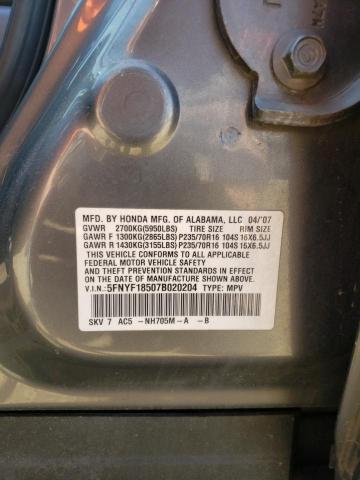 MFD. BY HONDA MFG. OF ALABAMA, LLC 04/'07
GVWR 2700KG(5950LBS) TIRE SIZE RIM SIZE
GAWR F 1300KG(2865LBS) P235/70R16 104S 16X6.5JJ
GAWR R 1430KG(3155LBS) P235/70R16 104S 16X6.5JJ
THIS VEHICLE CONFORMS TO ALL APPLICABLE
FEDERAL MOTOR VEHICLE SAFETY, BUMPER,
AND THEFT PREVENTION STANDARDS IN EFFECT
ON THE DATE OF MANUFACTURE SHOWN ABOVE.
V.I.N.: 5FNYF18507B020204 TYPE: MPV
SKV 7 AC5 -NH705M-A -B